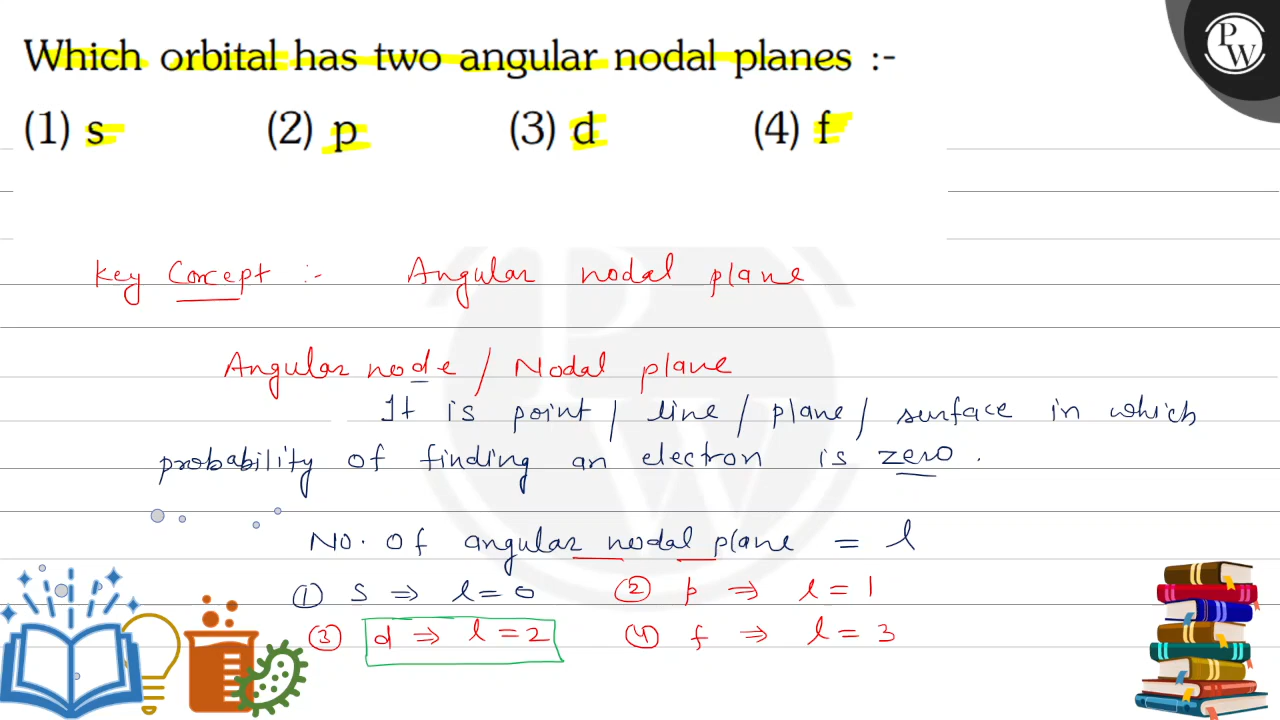 Which orbital has two angular nodal planes :-
(1) s (2) p (3) d (4) f
PW
Key Concept :- Angular nodal plane
Angular node / Nodal plane
It is point / line / plane / surface in which
probability of finding an electron is zero.
No. of angular nodal plane = l
① S ⇒ l = 0 ② p ⇒ l = 1
③ d ⇒ l = 2 ④ f ⇒ l = 3